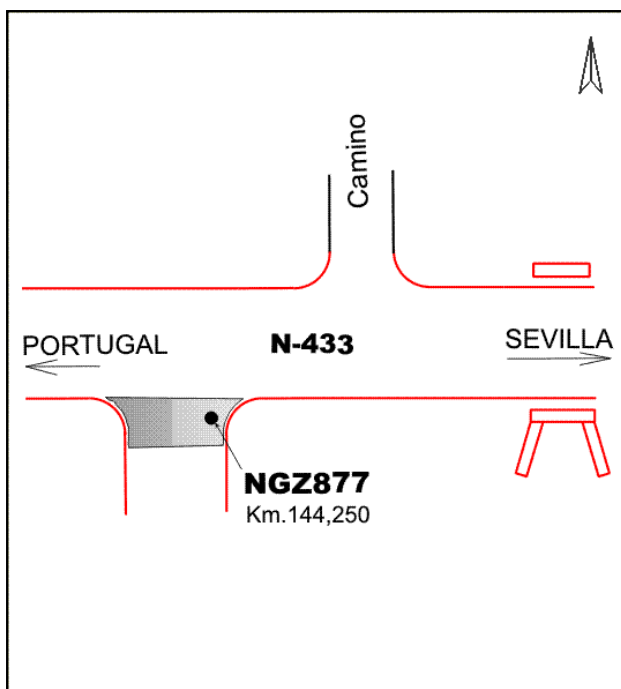 Camino
PORTUGAL
N-433
SEVILLA
NGZ877
Km.144,250